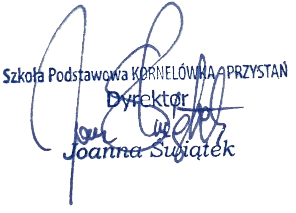 Szkoła Podstawowa KORNELÓWKA PRZYSTAŃ
Dyrektor
Joanna Świątek